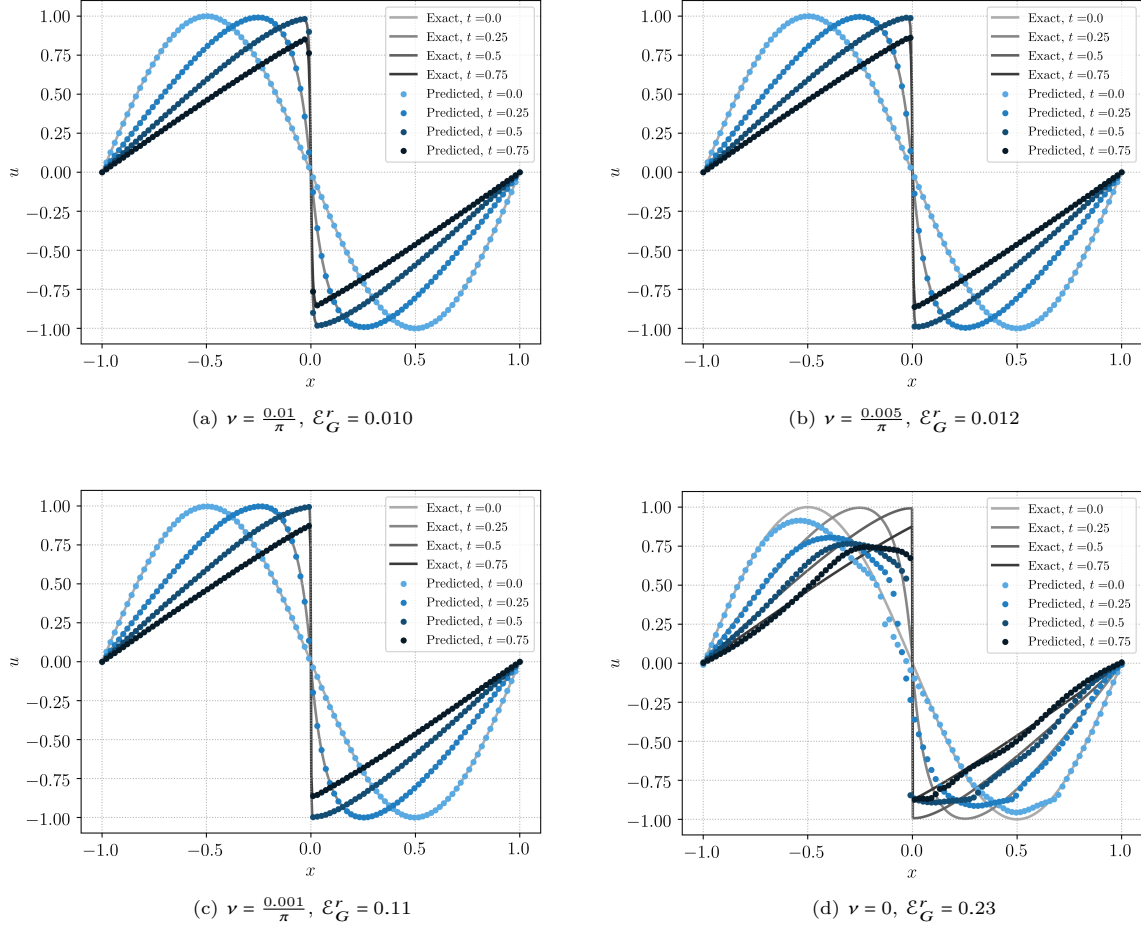 1.00
0.75
0.50
0.25
0.00
−0.25
−0.50
−0.75
−1.00
u
−1.0
−0.5
0.0
0.5
1.0
x
Exact, t=0.0
Exact, t=0.25
Exact, t=0.5
Exact, t=0.75
Predicted, t=0.0
Predicted, t=0.25
Predicted, t=0.5
Predicted, t=0.75
(a) ν = 0.01/π, ℰ_G^r = 0.010
1.00
0.75
0.50
0.25
0.00
−0.25
−0.50
−0.75
−1.00
u
−1.0
−0.5
0.0
0.5
1.0
x
Exact, t=0.0
Exact, t=0.25
Exact, t=0.5
Exact, t=0.75
Predicted, t=0.0
Predicted, t=0.25
Predicted, t=0.5
Predicted, t=0.75
(b) ν = 0.005/π, ℰ_G^r = 0.012
1.00
0.75
0.50
0.25
0.00
−0.25
−0.50
−0.75
−1.00
u
−1.0
−0.5
0.0
0.5
1.0
x
Exact, t=0.0
Exact, t=0.25
Exact, t=0.5
Exact, t=0.75
Predicted, t=0.0
Predicted, t=0.25
Predicted, t=0.5
Predicted, t=0.75
(c) ν = 0.001/π, ℰ_G^r = 0.11
1.00
0.75
0.50
0.25
0.00
−0.25
−0.50
−0.75
−1.00
u
−1.0
−0.5
0.0
0.5
1.0
x
Exact, t=0.0
Exact, t=0.25
Exact, t=0.5
Exact, t=0.75
Predicted, t=0.0
Predicted, t=0.25
Predicted, t=0.5
Predicted, t=0.75
(d) ν = 0, ℰ_G^r = 0.23